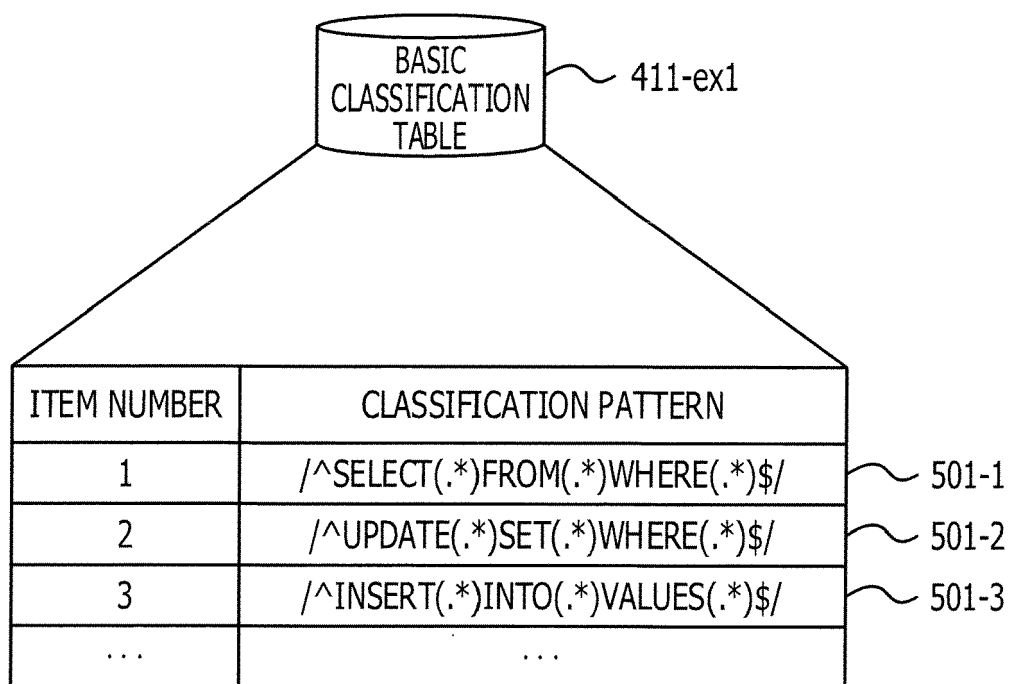 BASIC
CLASSIFICATION
TABLE
411-ex1
ITEM NUMBER CLASSIFICATION PATTERN
1 /^SELECT(.*)FROM(.*)WHERE(.*)$/ 501-1
2 /^UPDATE(.*)SET(.*)WHERE(.*)$/ 501-2
3 /^INSERT(.*)INTO(.*)VALUES(.*)$/ 501-3
... ...